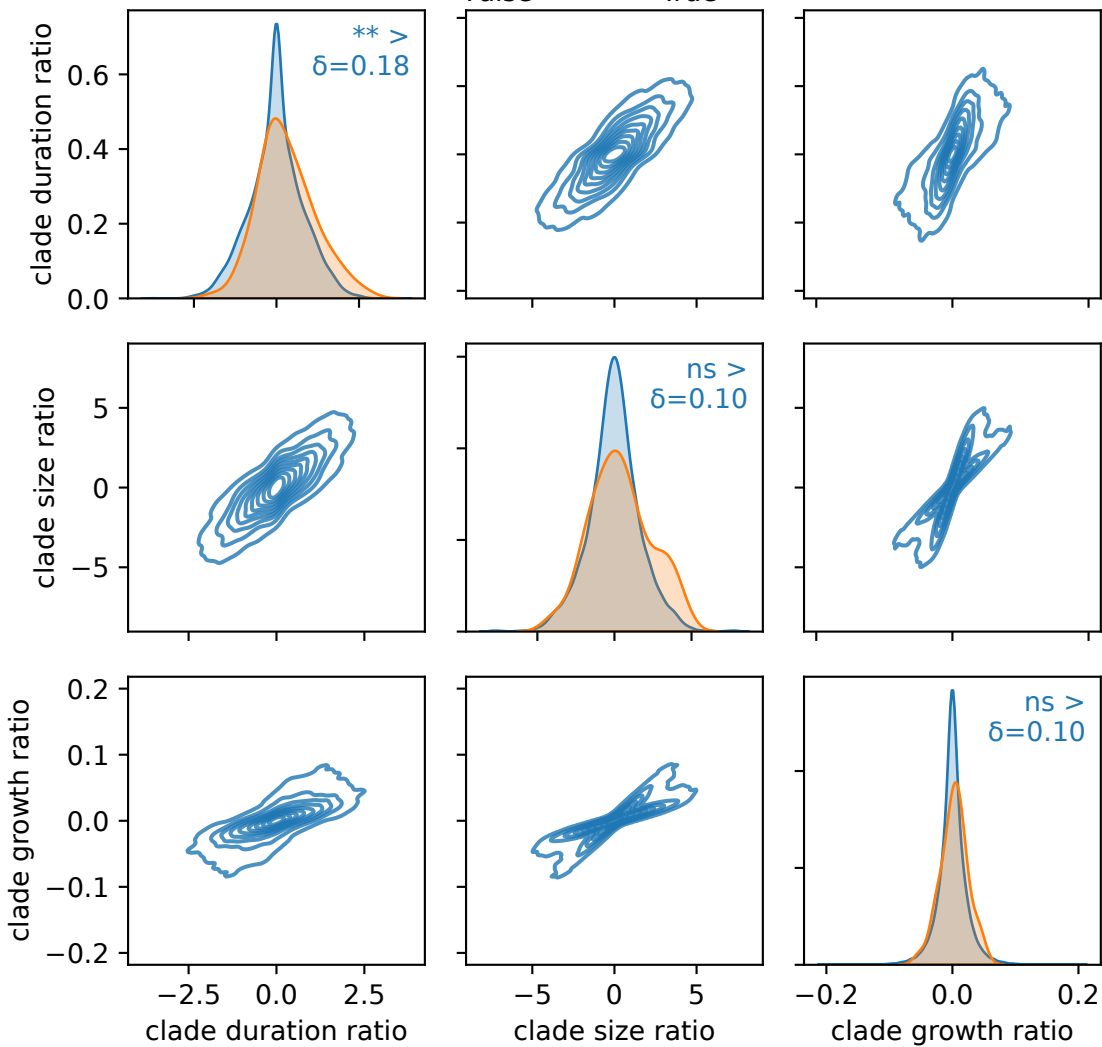 clade duration ratio
0.6
0.4
0.2
0.0
** >
δ=0.18
clade size ratio
5
0
−5
ns >
δ=0.10
clade growth ratio
0.2
0.1
0.0
−0.1
−0.2
ns >
δ=0.10
−2.5 0.0 2.5
clade duration ratio
−5 0 5
clade size ratio
−0.2 0.0 0.2
clade growth ratio